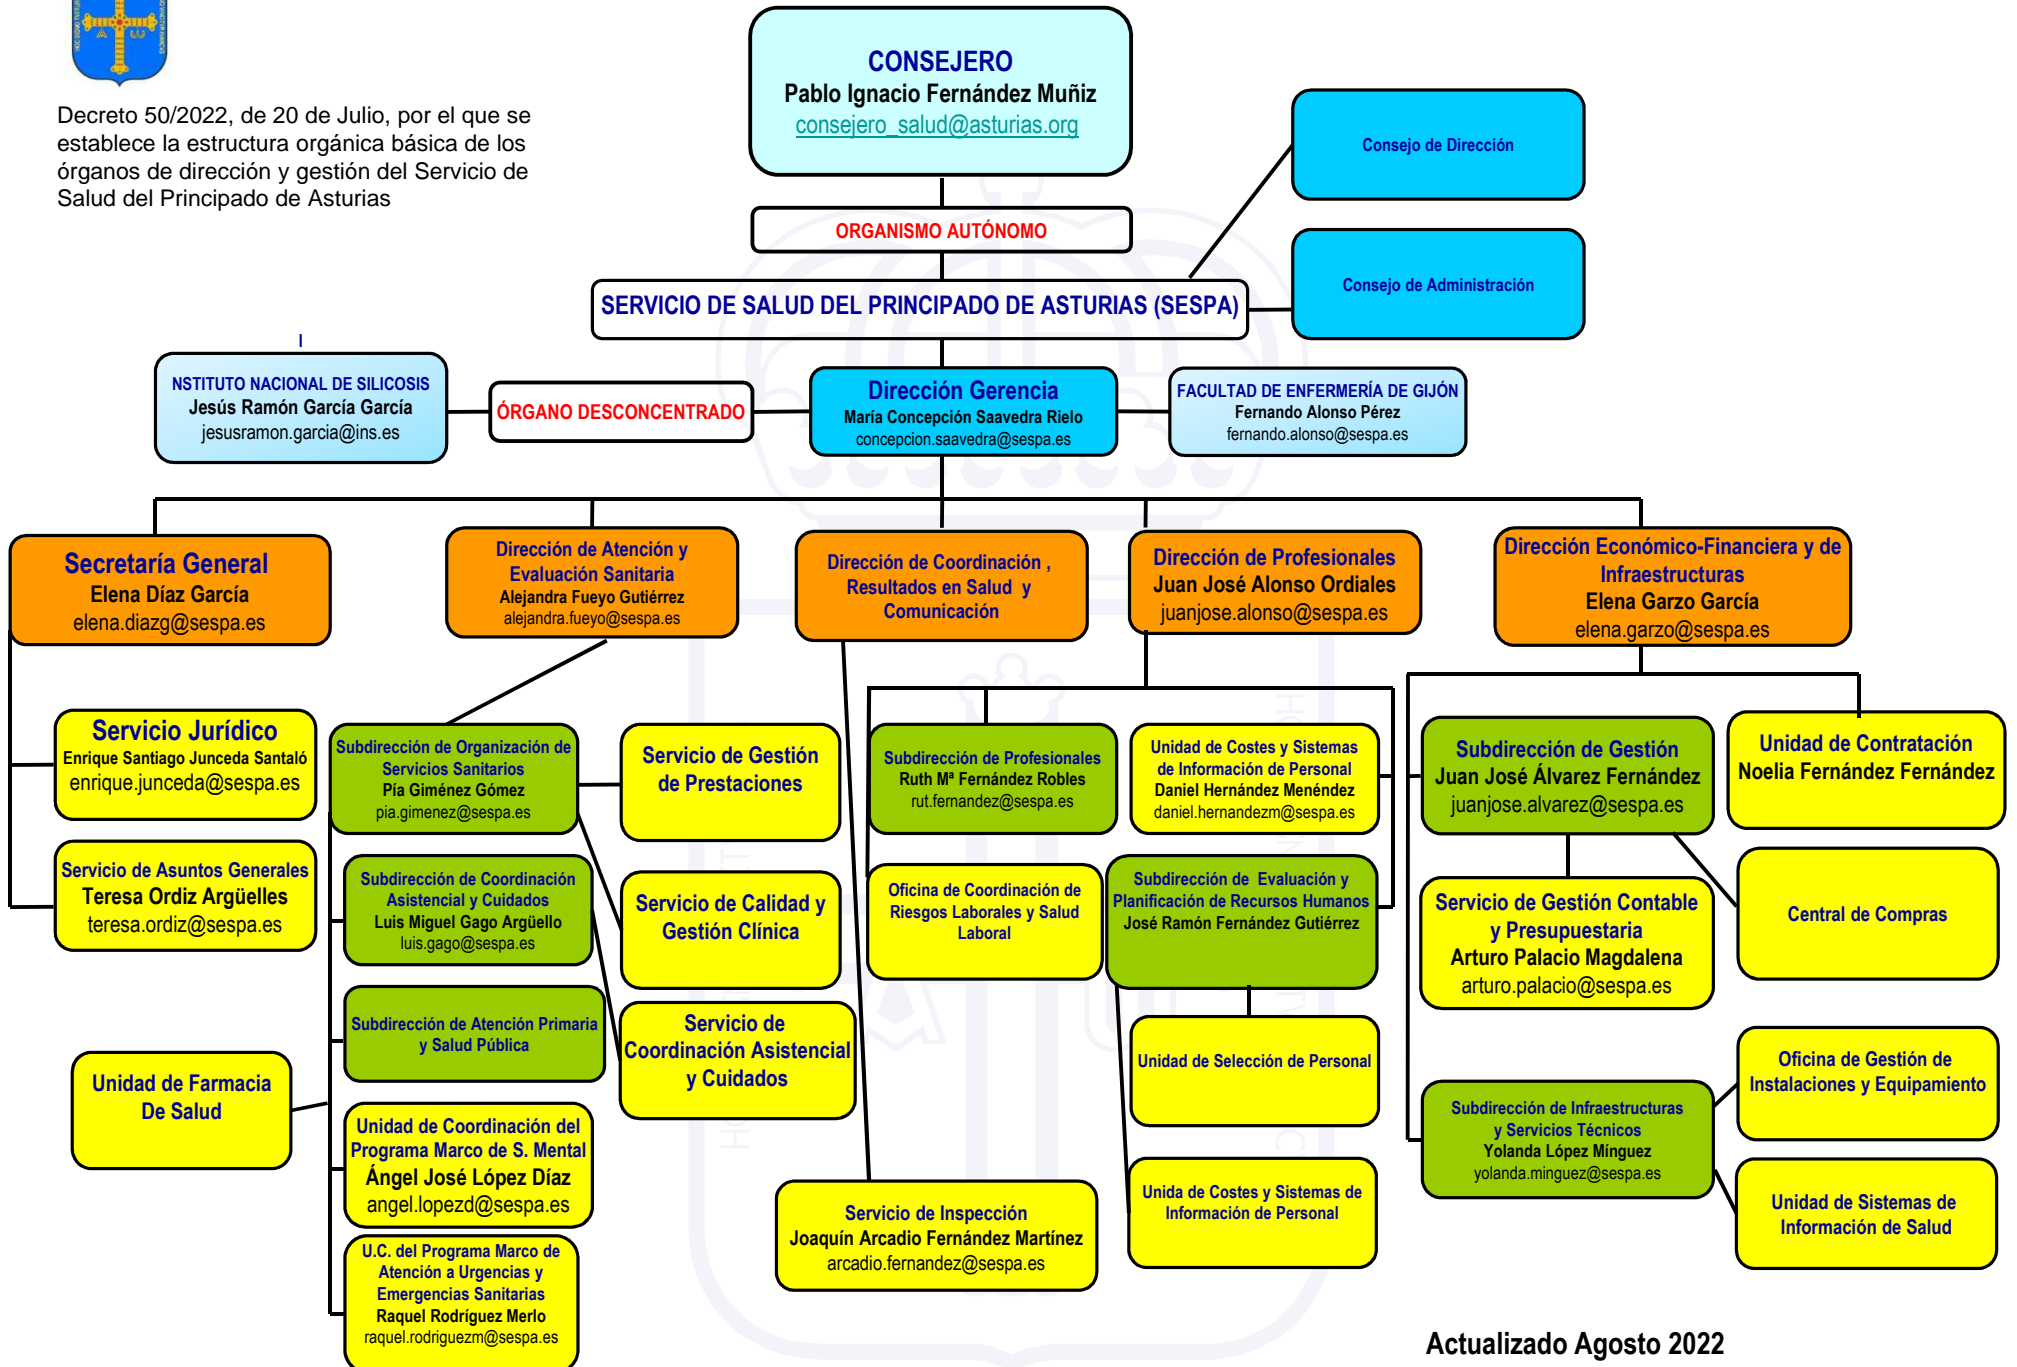 Decreto 50/2022, de 20 de Julio, por el que se
establece la estructura orgánica básica de los
órganos de dirección y gestión del Servicio de
Salud del Principado de Asturias
CONSEJERO
Pablo Ignacio Fernández Muñiz
consejero_salud@asturias.org
Consejo de Dirección
ORGANISMO AUTÓNOMO
Consejo de Administración
SERVICIO DE SALUD DEL PRINCIPADO DE ASTURIAS (SESPA)
I
NSTITUTO NACIONAL DE SILICOSIS
Jesús Ramón García García
jesusramon.garcia@ins.es
ÓRGANO DESCONCENTRADO
Dirección Gerencia
María Concepción Saavedra Rielo
concepcion.saavedra@sespa.es
FACULTAD DE ENFERMERÍA DE GIJÓN
Fernando Alonso Pérez
fernando.alonso@sespa.es
Secretaría General
Elena Díaz García
elena.diazg@sespa.es
Dirección de Atención y
Evaluación Sanitaria
Alejandra Fueyo Gutiérrez
alejandra.fueyo@sespa.es
Dirección de Coordinación ,
Resultados en Salud y
Comunicación
Dirección de Profesionales
Juan José Alonso Ordiales
juanjose.alonso@sespa.es
Dirección Económico-Financiera y de
Infraestructuras
Elena Garzo García
elena.garzo@sespa.es
Servicio Jurídico
Enrique Santiago Junceda Santaló
enrique.junceda@sespa.es
Subdirección de Organización de
Servicios Sanitarios
Pía Giménez Gómez
pia.gimenez@sespa.es
Servicio de Gestión
de Prestaciones
Subdirección de Profesionales
Ruth Mª Fernández Robles
rut.fernandez@sespa.es
Unidad de Costes y Sistemas
de Información de Personal
Daniel Hernández Menéndez
daniel.hernandezm@sespa.es
Subdirección de Gestión
Juan José Álvarez Fernández
juanjose.alvarez@sespa.es
Unidad de Contratación
Noelia Fernández Fernández
Servicio de Asuntos Generales
Teresa Ordiz Argüelles
teresa.ordiz@sespa.es
Subdirección de Coordinación
Asistencial y Cuidados
Luis Miguel Gago Argüello
luis.gago@sespa.es
Servicio de Calidad y
Gestión Clínica
Oficina de Coordinación de
Riesgos Laborales y Salud
Laboral
Subdirección de Evaluación y
Planificación de Recursos Humanos
José Ramón Fernández Gutiérrez
Servicio de Gestión Contable
y Presupuestaria
Arturo Palacio Magdalena
arturo.palacio@sespa.es
Central de Compras
Subdirección de Atención Primaria
y Salud Pública
Servicio de
Coordinación Asistencial
y Cuidados
Unidad de Selección de Personal
Oficina de Gestión de
Instalaciones y Equipamiento
Unidad de Farmacia
De Salud
Unidad de Coordinación del
Programa Marco de S. Mental
Ángel José López Díaz
angel.lopezd@sespa.es
Subdirección de Infraestructuras
y Servicios Técnicos
Yolanda López Mínguez
yolanda.minguez@sespa.es
Servicio de Inspección
Joaquín Arcadio Fernández Martínez
arcadio.fernandez@sespa.es
Unida de Costes y Sistemas de
Información de Personal
Unidad de Sistemas de
Información de Salud
U.C. del Programa Marco de
Atención a Urgencias y
Emergencias Sanitarias
Raquel Rodríguez Merlo
raquel.rodriguezm@sespa.es
Actualizado Agosto 2022